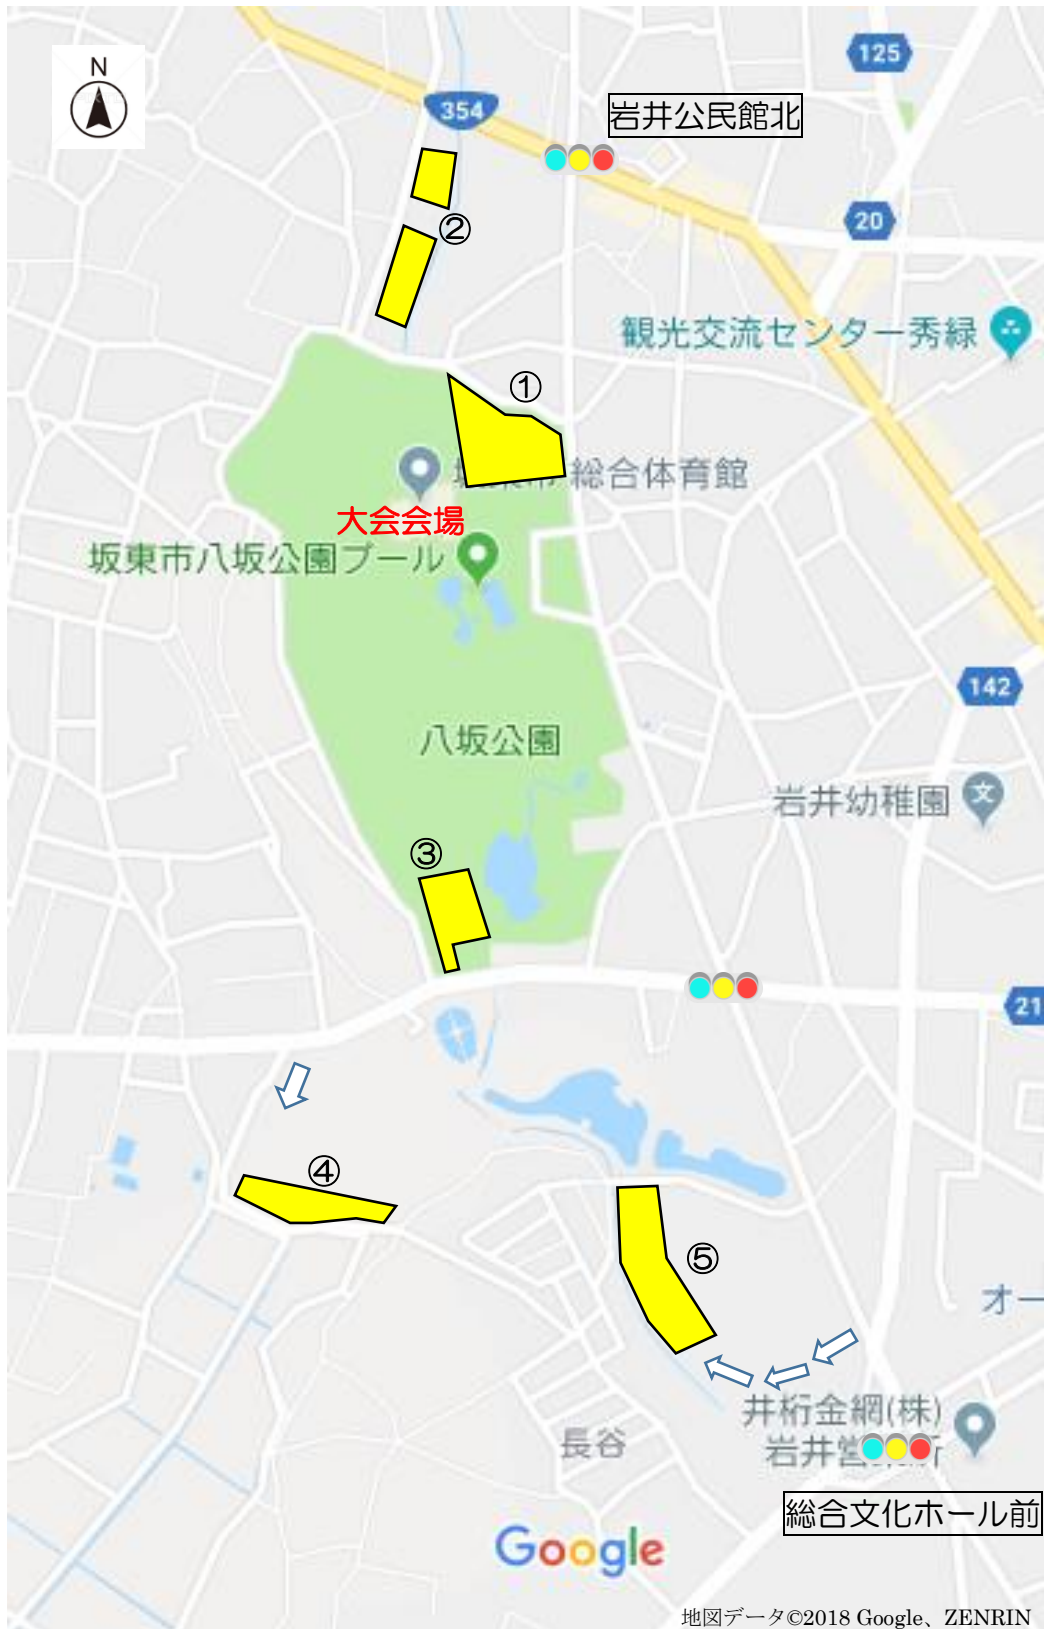 N
125
354
岩井公民館北
20
②
観光交流センター秀緑
①
総合体育館
大会会場
坂東市八坂公園プール
142
八坂公園
岩井幼稚園
文
③
21
④
⑤
オー
井桁金網(株)
長谷
岩井営業所
総合文化ホール前
Google
地図データ©2018 Google、ZENRIN